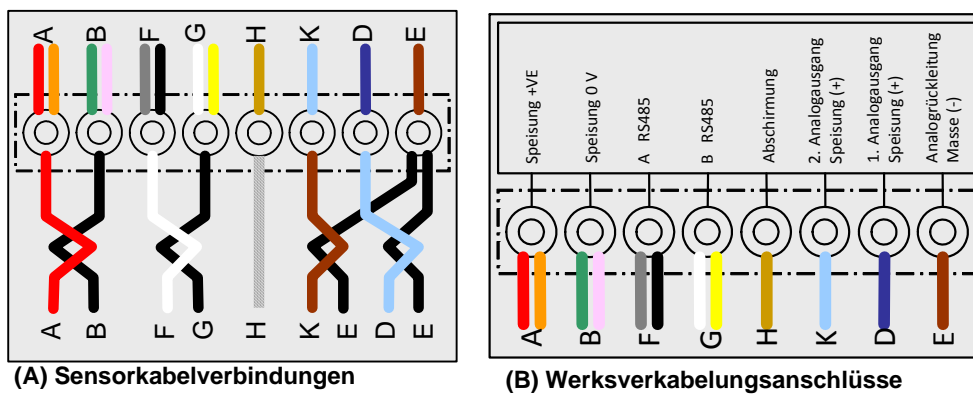 A B F G H K D E
A B F G H K E D E
(A) Sensorkabelverbindungen
Speisung +VE
Speisung 0 V
A RS485
B RS485
Abschirmung
2. Analogausgang
Speisung (+)
1. Analogausgang
Speisung (+)
Analogrückleitung
Masse (-)
A B F G H K D E
(B) Werksverkabelungsanschlüsse